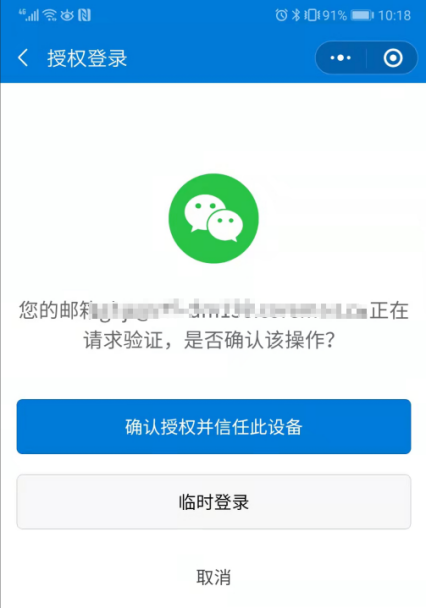 4G 91% 10:18
授权登录
您的邮箱 正在
请求验证，是否确认该操作？
确认授权并信任此设备
临时登录
取消